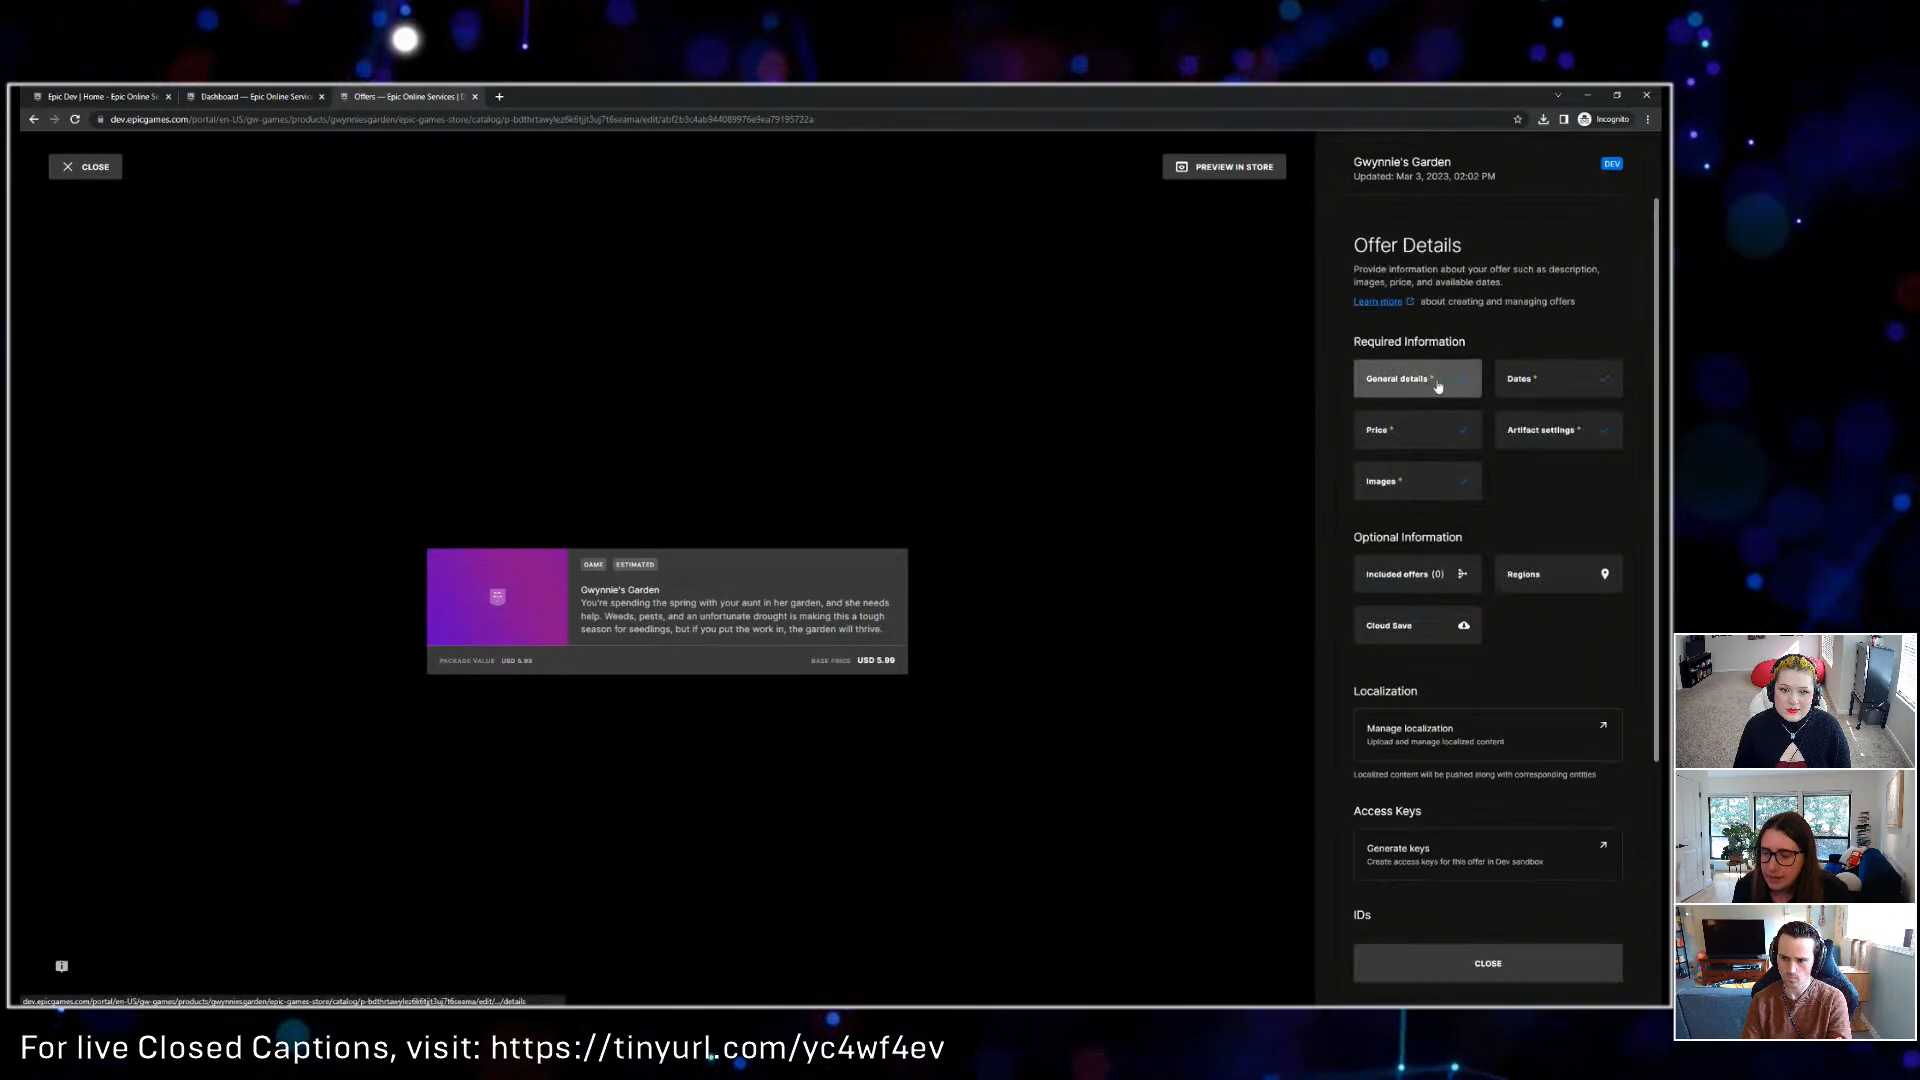 Epic Dev | Home - Epic Online Se
Dashboard — Epic Online Service
Offers — Epic Online Services | D
dev.epicgames.com/portal/en-US/gw-games/products/gwynniesgarden/epic-games-store/catalog/
Incognito
CLOSE
PREVIEW IN STORE
Gwynnie's Garden
DEV
Updated: Mar 3, 2023, 02:02 PM
Offer Details
Provide information about your offer such as description,
images, price, and available dates.
Learn more about creating and managing offers
Required Information
General details *
Dates *
Price *
Artifact settings *
Images *
Optional Information
Included offers (0)
Regions
Cloud Save
Localization
Manage localization
Upload and manage localized content
Localized content will be pushed along with corresponding entities
Access Keys
Generate keys
Create access keys for this offer in Dev sandbox
IDs
CLOSE
GAME ESTIMATED
Gwynnie's Garden
You're spending the spring with your aunt in her garden, and she needs
help. Weeds, pests, and an unfortunate drought is making this a tough
season for seedlings, but if you put the work in, the garden will thrive.
PACKAGE VALUE USD 5.99
BASE PRICE USD 5.99
For live Closed Captions, visit: https://tinyurl.com/yc4wf4ev